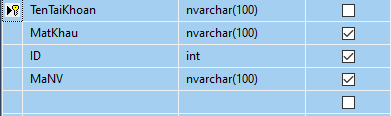 TenTaiKhoan nvarchar(100)
MatKhau nvarchar(100)
ID int
MaNV nvarchar(100)